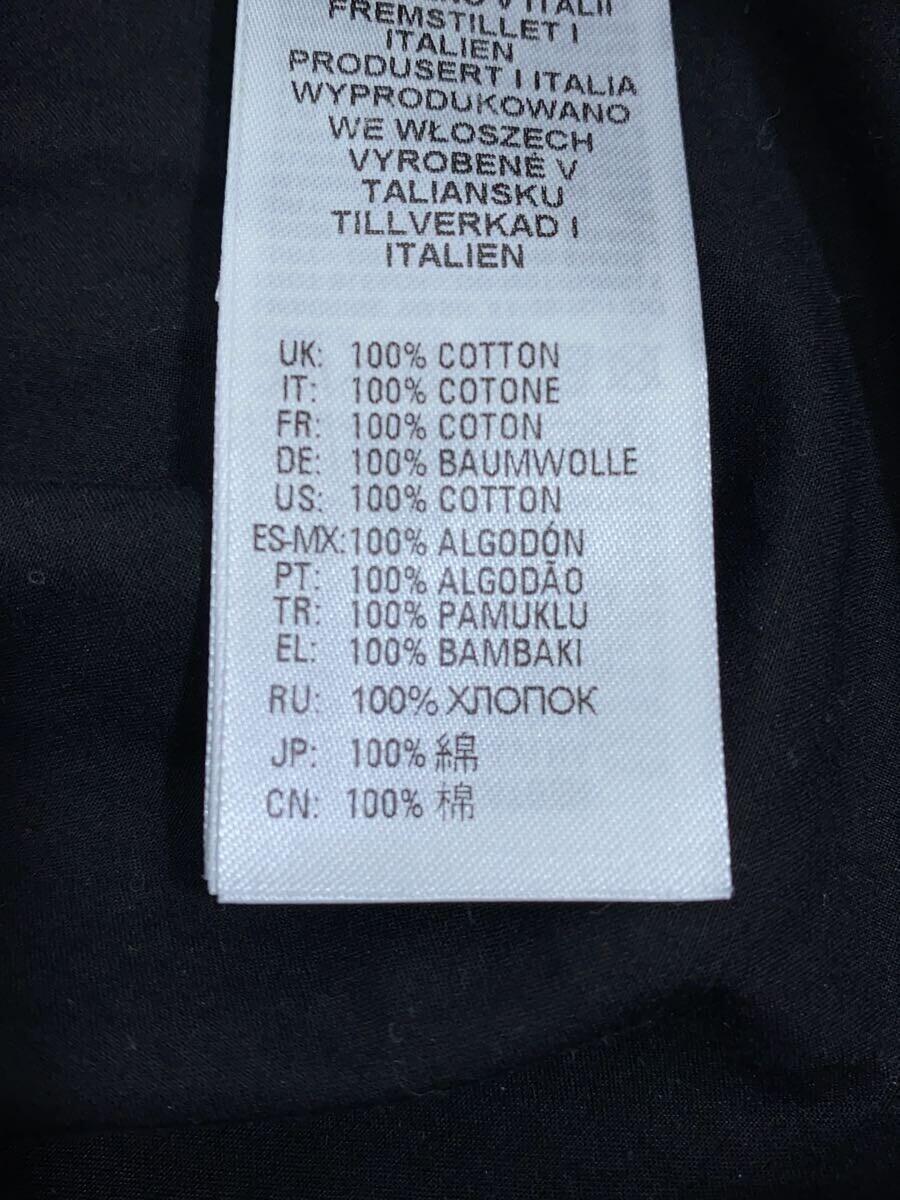 V ITALII
FREMSTILLET I
ITALIEN
PRODUSERT I ITALIA
WYPRODUKOWANO
WE WŁOSZECH
VYROBENÉ V
TALIANSKU
TILLVERKAD I
ITALIEN
UK: 100% COTTON
IT: 100% COTONE
FR: 100% COTON
DE: 100% BAUMWOLLE
US: 100% COTTON
ES-MX:100% ALGODÓN
PT: 100% ALGODÃO
TR: 100% PAMUKLU
EL: 100% BAMBAKI
RU: 100% ХЛОПОК
JP: 100% 綿
CN: 100% 棉